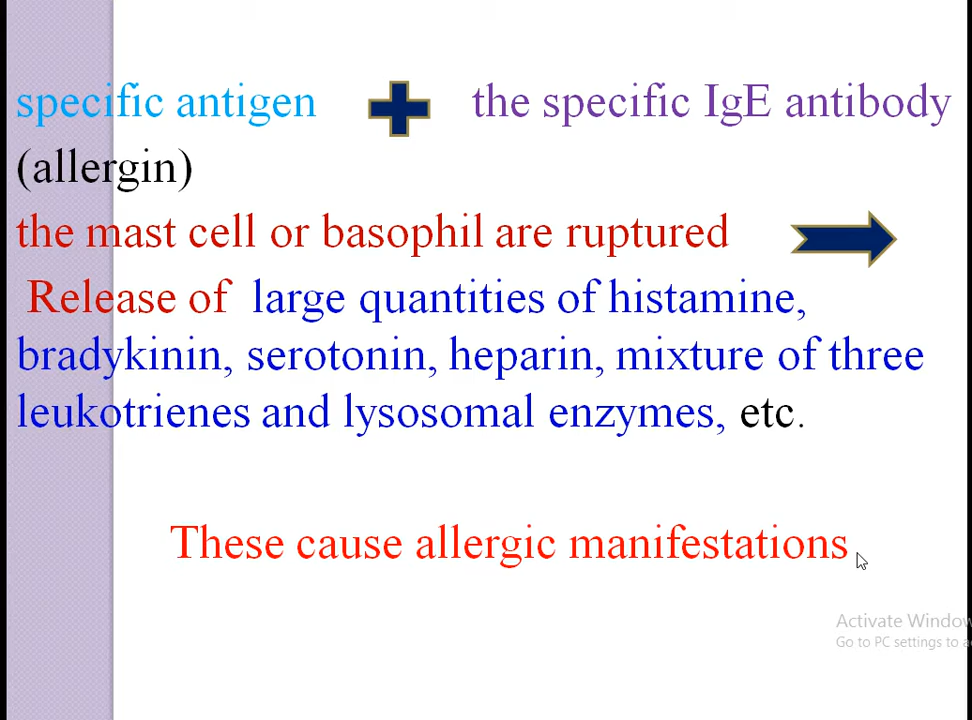 specific antigen the specific IgE antibody
(allergin)
the mast cell or basophil are ruptured
Release of large quantities of histamine,
bradykinin, serotonin, heparin, mixture of three
leukotrienes and lysosomal enzymes, etc.
These cause allergic manifestations
Activate Window
Go to PC settings to a